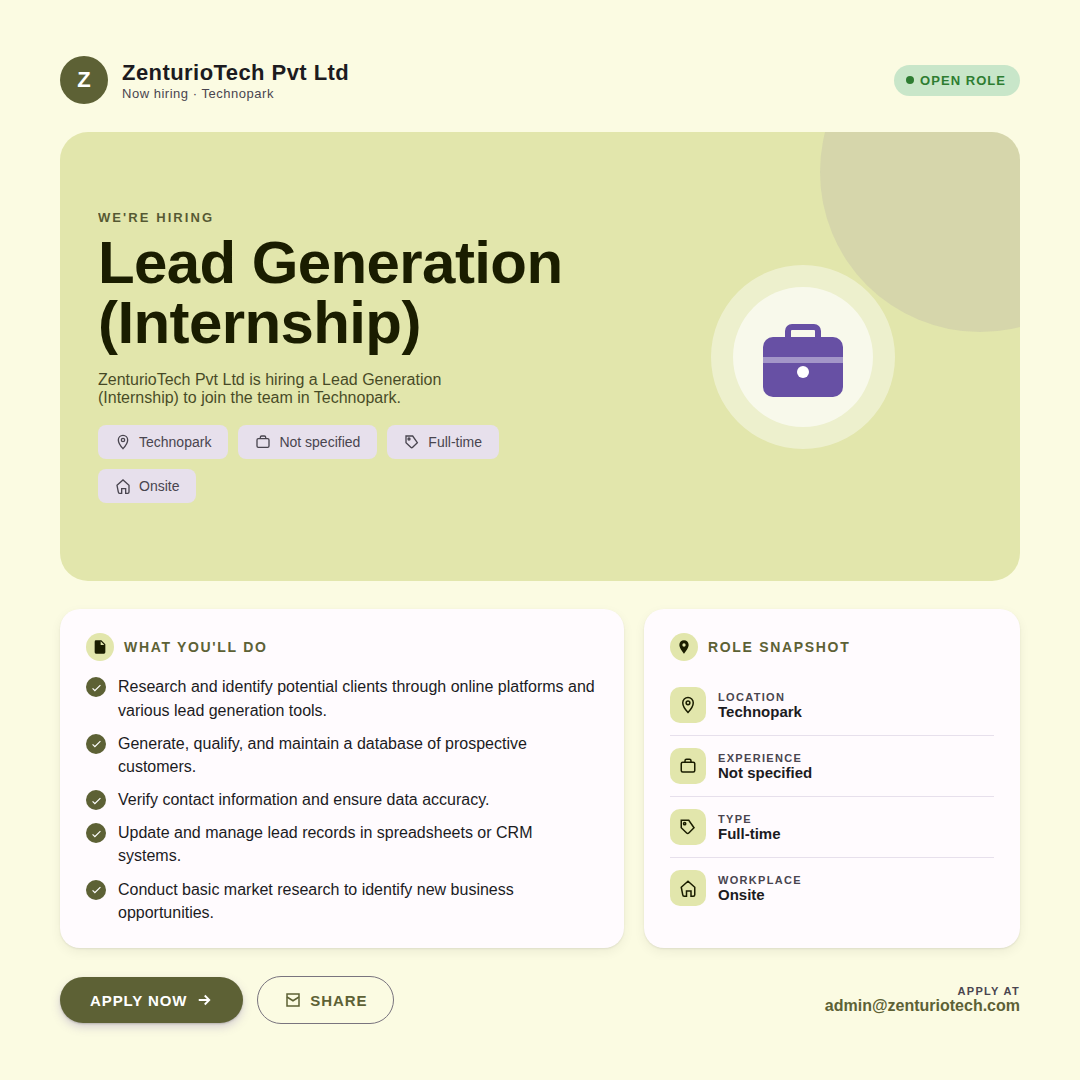 Z
ZenturioTech Pvt Ltd
Now hiring · Technopark
OPEN ROLE
WE'RE HIRING
Lead Generation
(Internship)
ZenturioTech Pvt Ltd is hiring a Lead Generation
(Internship) to join the team in Technopark.
Technopark
Not specified
Full-time
Onsite
WHAT YOU'LL DO
Research and identify potential clients through online platforms and
various lead generation tools.
Generate, qualify, and maintain a database of prospective
customers.
Verify contact information and ensure data accuracy.
Update and manage lead records in spreadsheets or CRM
systems.
Conduct basic market research to identify new business
opportunities.
ROLE SNAPSHOT
LOCATION
Technopark
EXPERIENCE
Not specified
TYPE
Full-time
WORKPLACE
Onsite
APPLY NOW
SHARE
APPLY AT
admin@zenturiotech.com